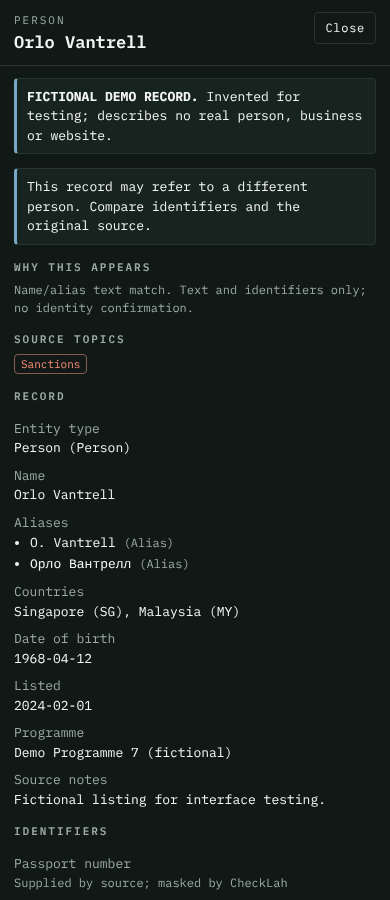 PERSON
Orlo Vantrell
Close
FICTIONAL DEMO RECORD. Invented for
testing; describes no real person, business
or website.
This record may refer to a different
person. Compare identifiers and the
original source.
WHY THIS APPEARS
Name/alias text match. Text and identifiers only;
no identity confirmation.
SOURCE TOPICS
Sanctions
RECORD
Entity type
Person (Person)
Name
Orlo Vantrell
Aliases
• O. Vantrell (Alias)
• Орло Вантрелл (Alias)
Countries
Singapore (SG), Malaysia (MY)
Date of birth
1968-04-12
Listed
2024-02-01
Programme
Demo Programme 7 (fictional)
Source notes
Fictional listing for interface testing.
IDENTIFIERS
Passport number
Supplied by source; masked by CheckLah